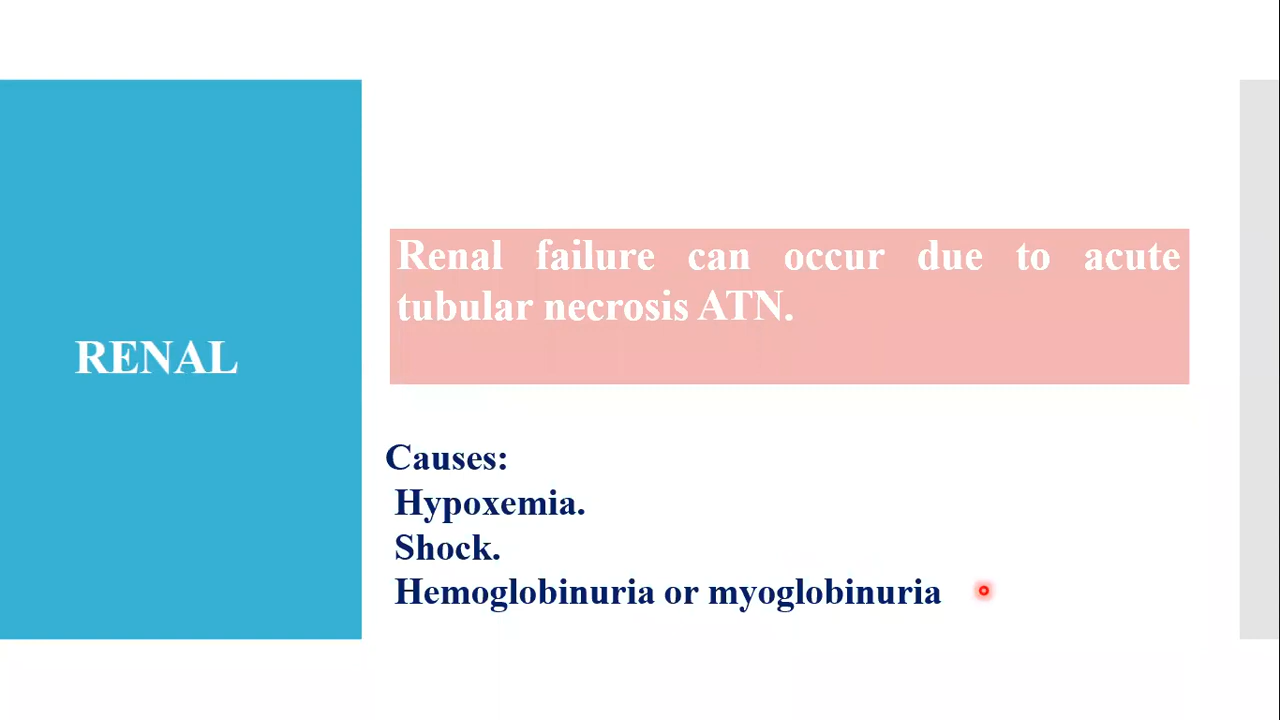 RENAL
Renal failure can occur due to acute
tubular necrosis ATN.
Causes:
Hypoxemia.
Shock.
Hemoglobinuria or myoglobinuria